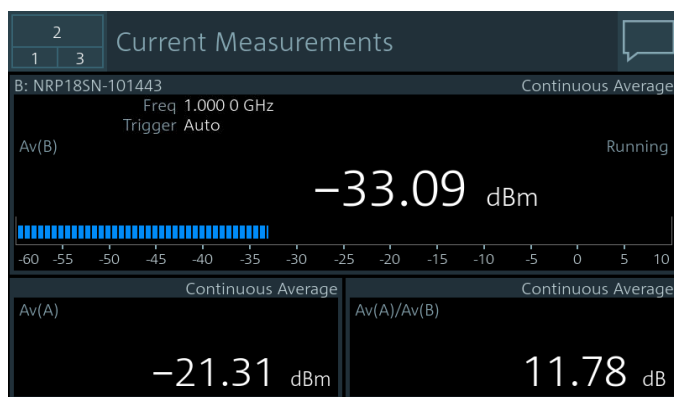 2
1 3
Current Measurements
B: NRP18SN-101443 Continuous Average
Freq 1.000 0 GHz
Trigger Auto
Av(B) Running
−33.09 dBm
-60 -55 -50 -45 -40 -35 -30 -25 -20 -15 -10 -5 0 5 10
Continuous Average
Av(A)
−21.31 dBm
Continuous Average
Av(A)/Av(B)
11.78 dB